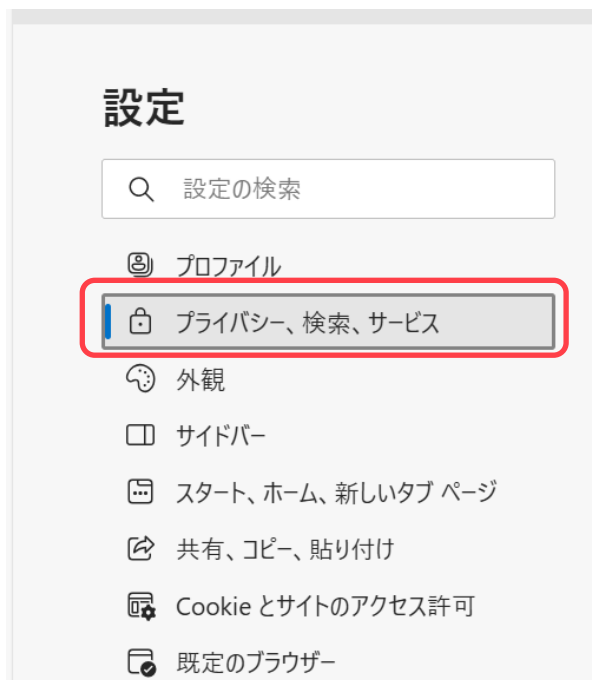 設定
設定の検索
プロファイル
プライバシー、検索、サービス
外観
サイドバー
スタート、ホーム、新しいタブ ページ
共有、コピー、貼り付け
Cookie とサイトのアクセス許可
既定のブラウザー